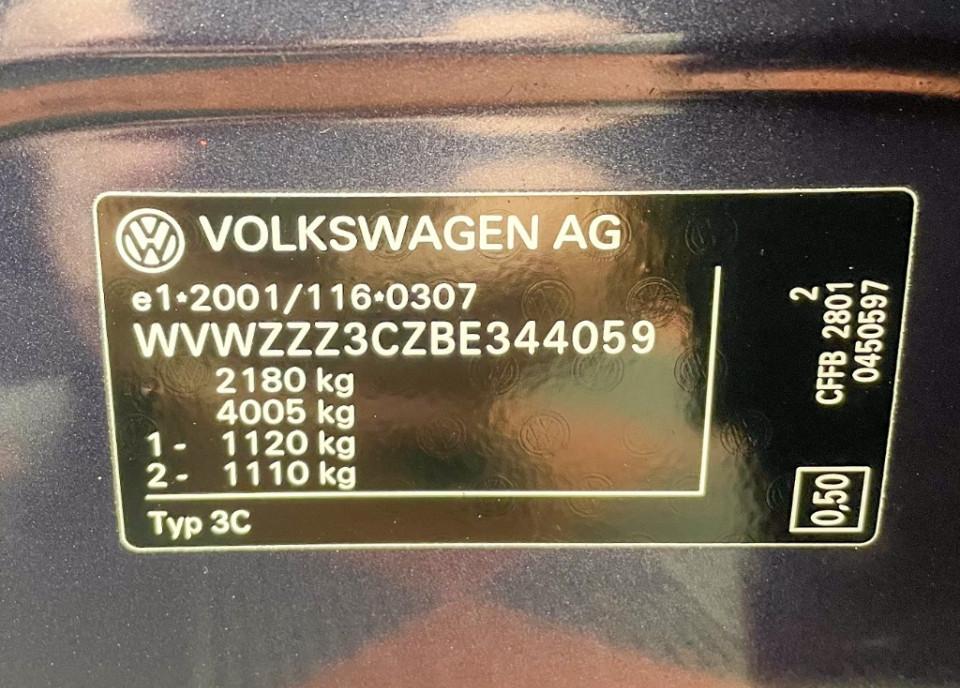 VOLKSWAGEN AG
e1*2001/116*0307
WVWZZZ3CZBE344059
2180 kg
4005 kg
1 - 1120 kg
2 - 1110 kg
Typ 3C
2
CFFB 2801
0450597
0,50